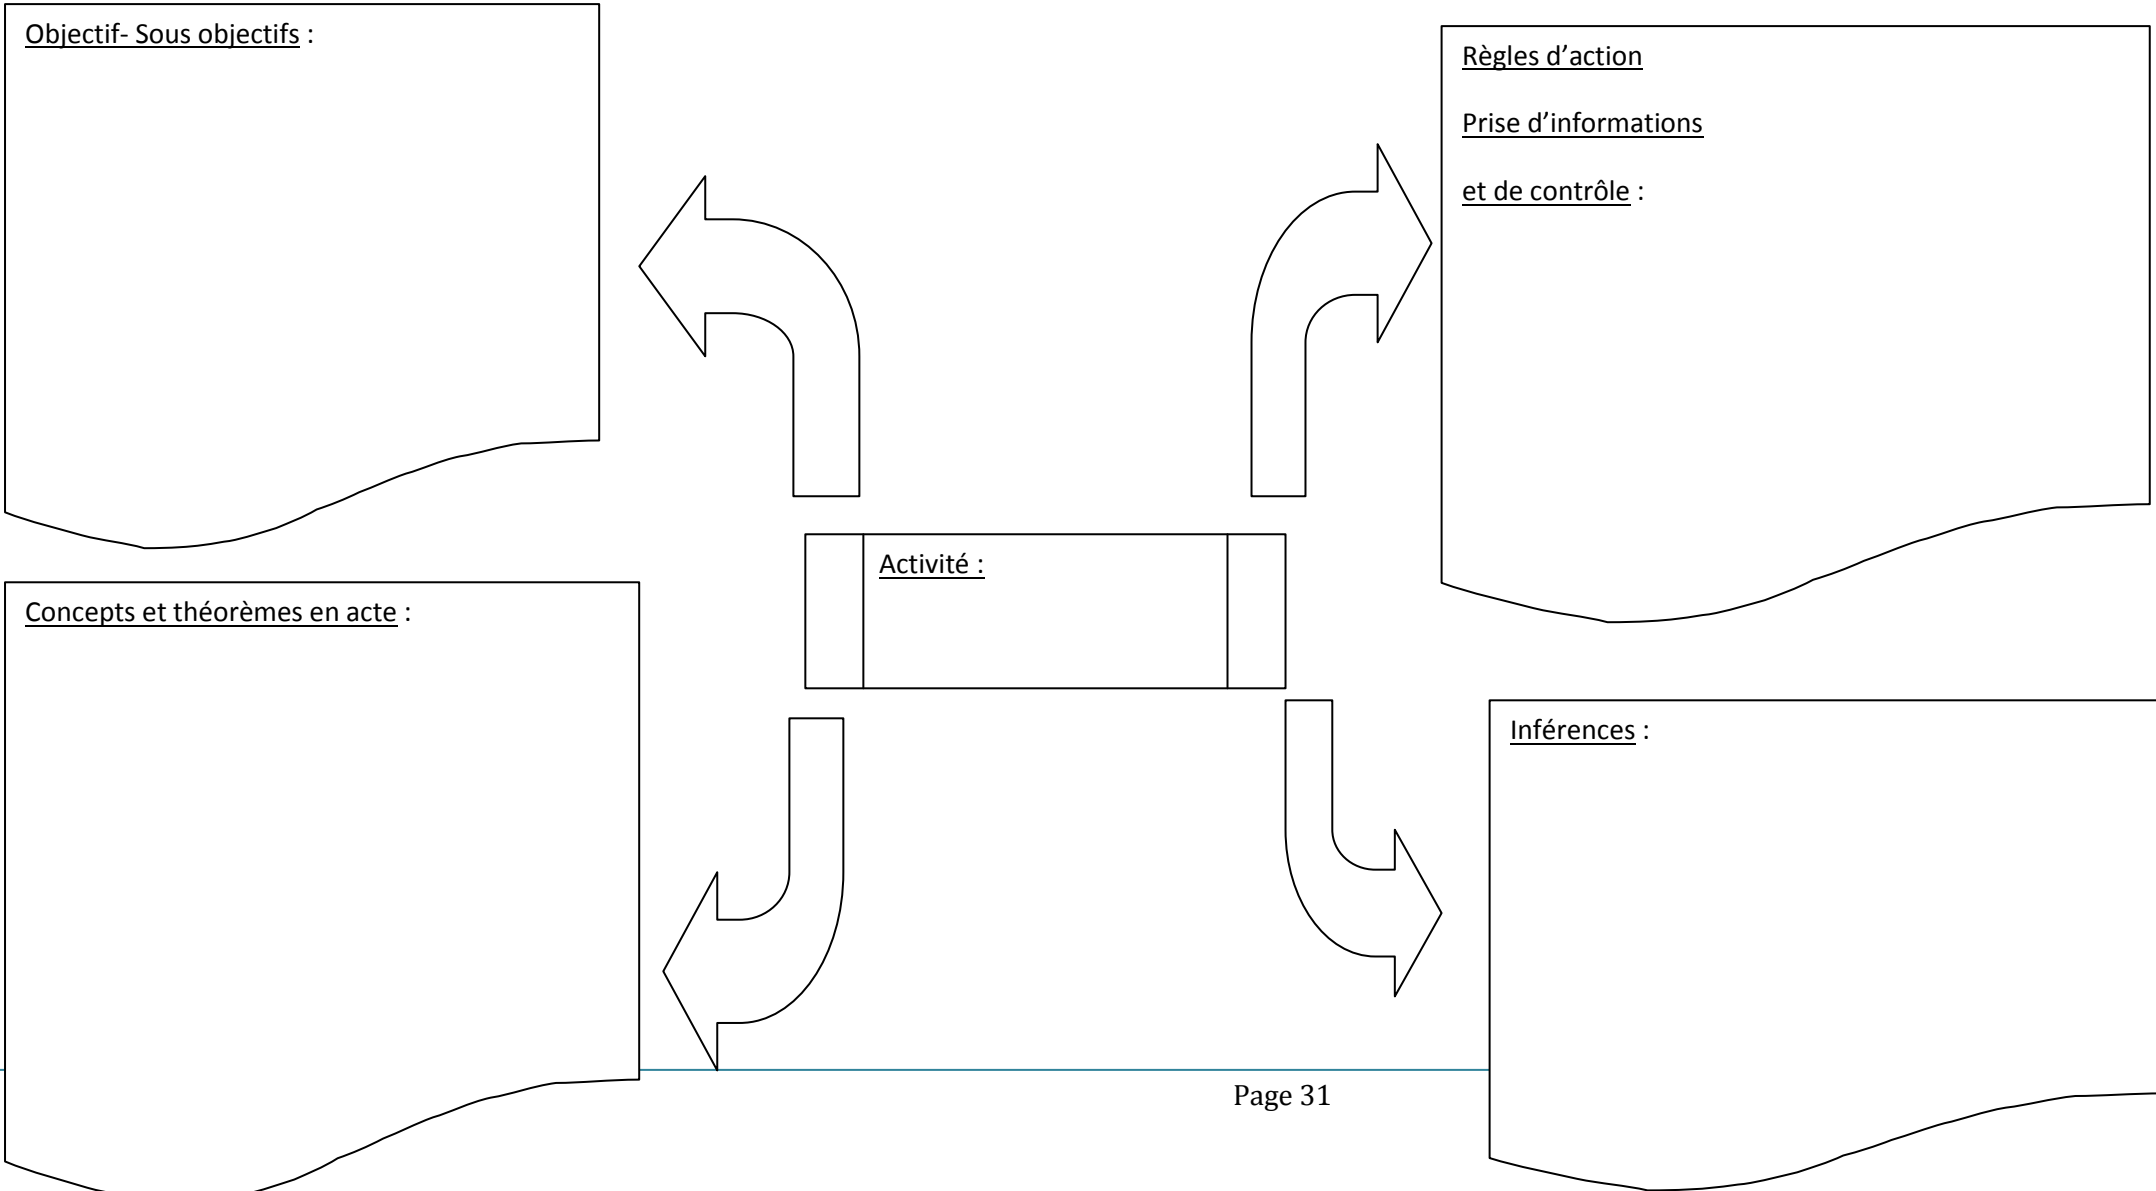 Objectif- Sous objectifs :
Règles d’action
Prise d’informations
et de contrôle :
Activité :
Concepts et théorèmes en acte :
Inférences :
Page 31